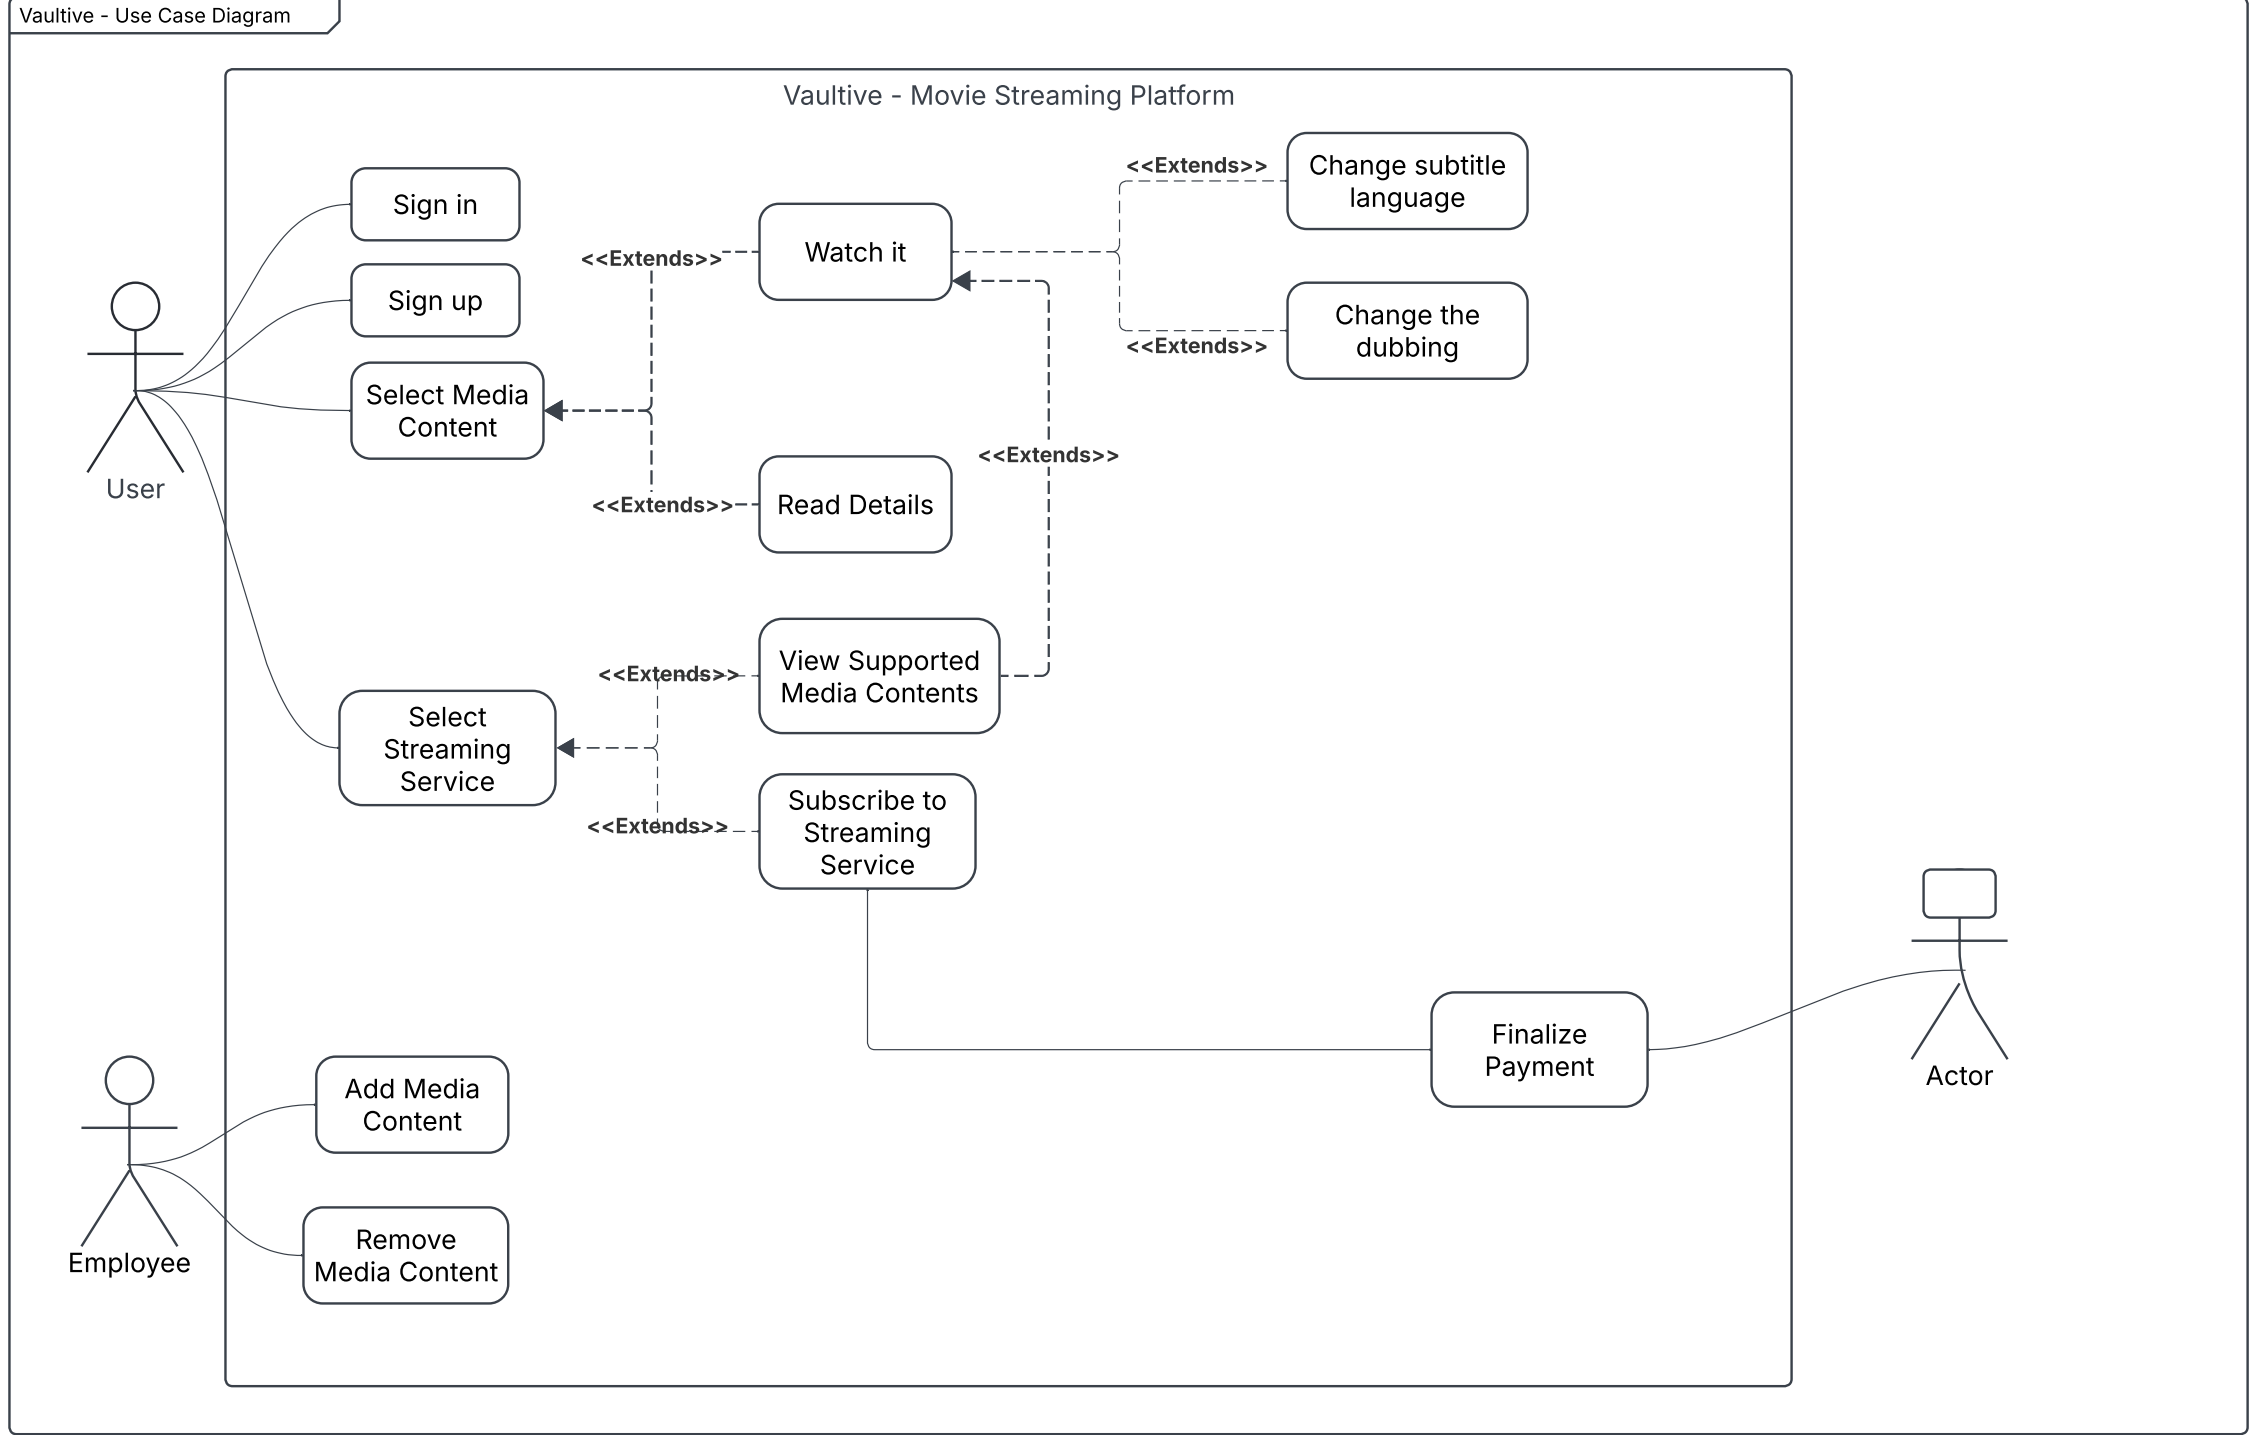 Vaultive - Use Case Diagram
Vaultive - Movie Streaming Platform
Sign in
Sign up
Select Media
Content
User
<<Extends>>
Watch it
<<Extends>>
Change subtitle
language
Change the
dubbing
<<Extends>>
<<Extends>>
<<Extends>>
Read Details
<<Extends>>
View Supported
Media Contents
Select
Streaming
Service
<<Extends>>
Subscribe to
Streaming
Service
Finalize
Payment
Actor
Add Media
Content
Employee
Remove
Media Content